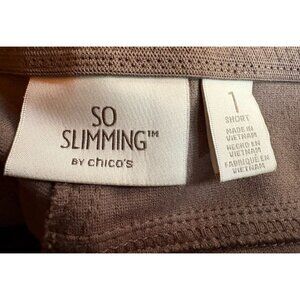 SO
SLIMMING™
BY chico's
1
SHORT
MADE IN
VIETNAM
HECHO EN
VIETNAM
FABRIQUÉ EN
VIETNAM